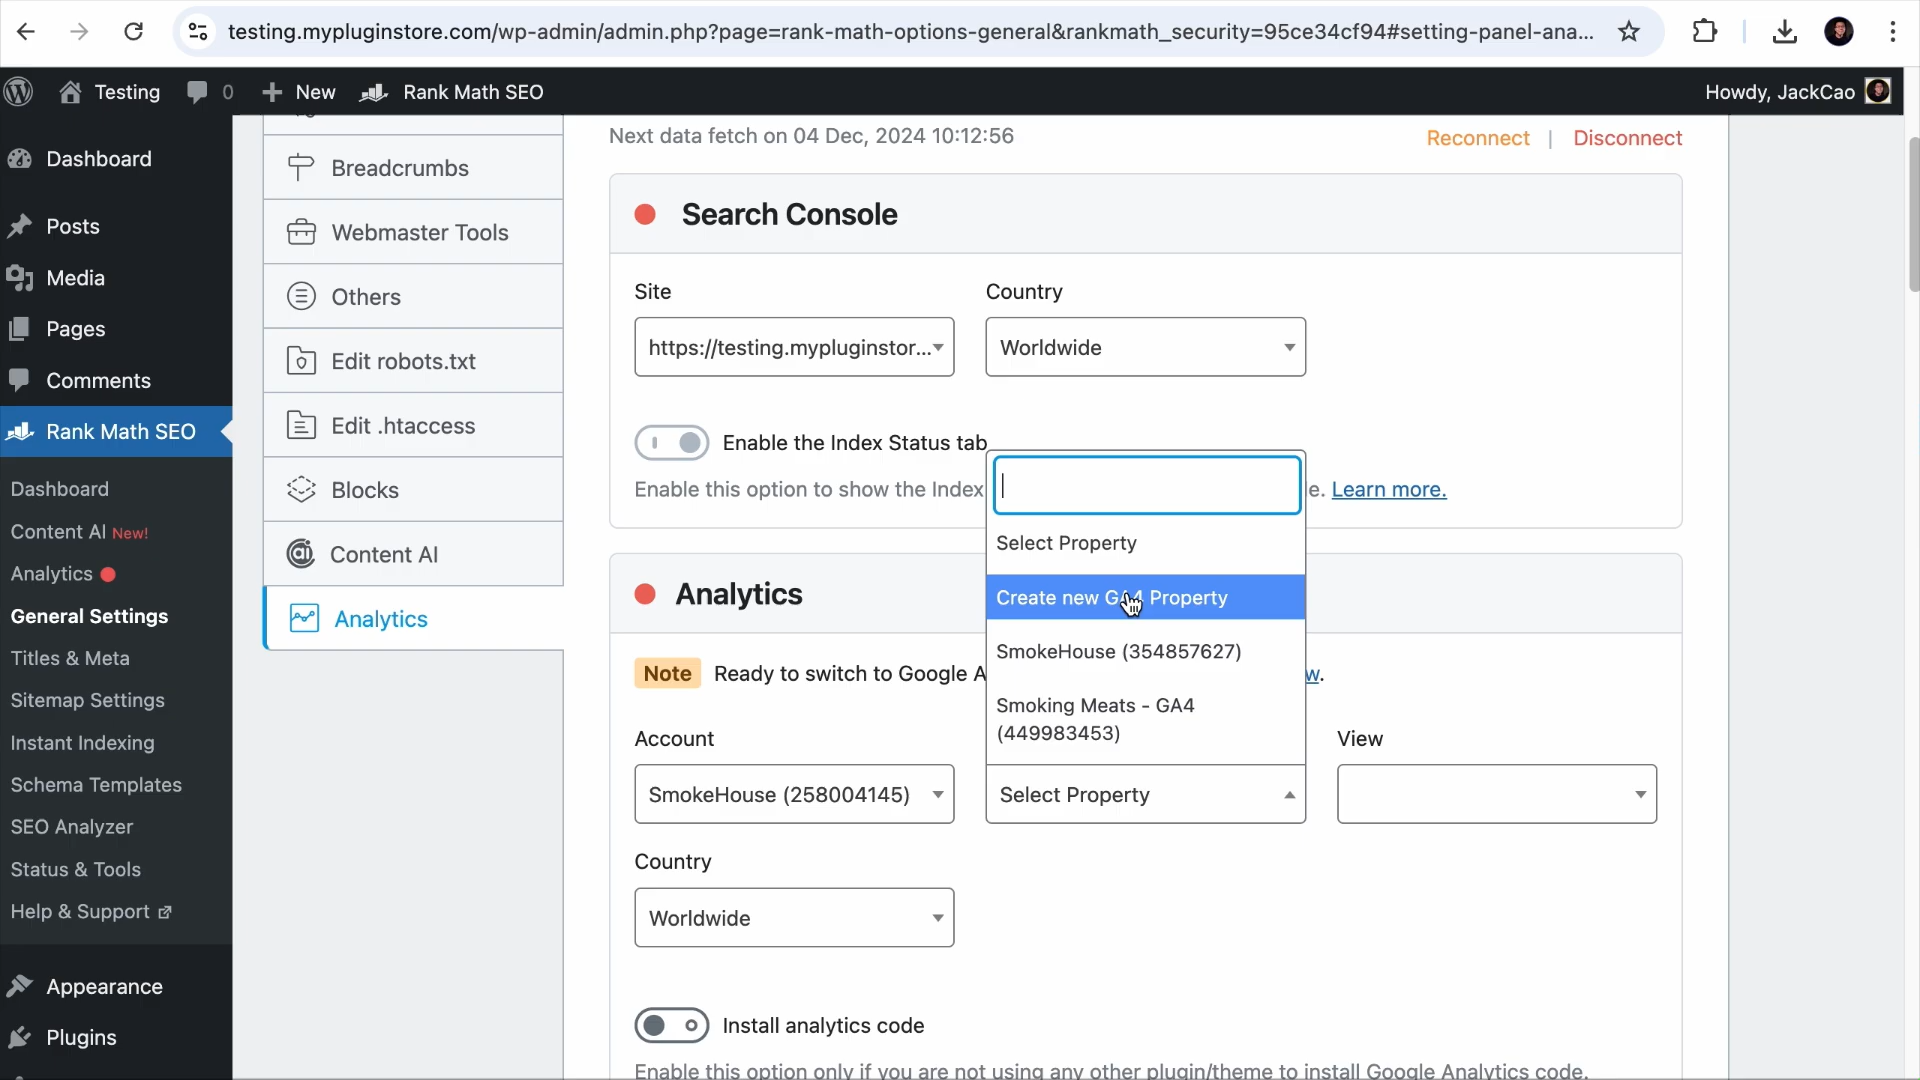 testing.mypluginstore.com/wp-admin/admin.php?page=rank-math-options-general&rankmath_security=95ce34cf94#setting-panel-ana...
Testing
0
New
Rank Math SEO
Howdy, JackCao
Dashboard
Posts
Media
Pages
Comments
Rank Math SEO
Dashboard
Content AI New!
Analytics
General Settings
Titles & Meta
Sitemap Settings
Instant Indexing
Schema Templates
SEO Analyzer
Status & Tools
Help & Support
Appearance
Plugins
Breadcrumbs
Webmaster Tools
Others
Edit robots.txt
Edit .htaccess
Blocks
Content AI
Analytics
Next data fetch on 04 Dec, 2024 10:12:56
Reconnect | Disconnect
Search Console
Site
Country
https://testing.mypluginstor...
Worldwide
Enable the Index Status tab
Enable this option to show the Index
e. Learn more.
Select Property
Create new GA4 Property
SmokeHouse (354857627)
Smoking Meats - GA4
(449983453)
Analytics
Note Ready to switch to Google A
w.
Account
View
SmokeHouse (258004145)
Select Property
Country
Worldwide
Install analytics code
Enable this option only if you are not using any other plugin/theme to install Google Analytics code.